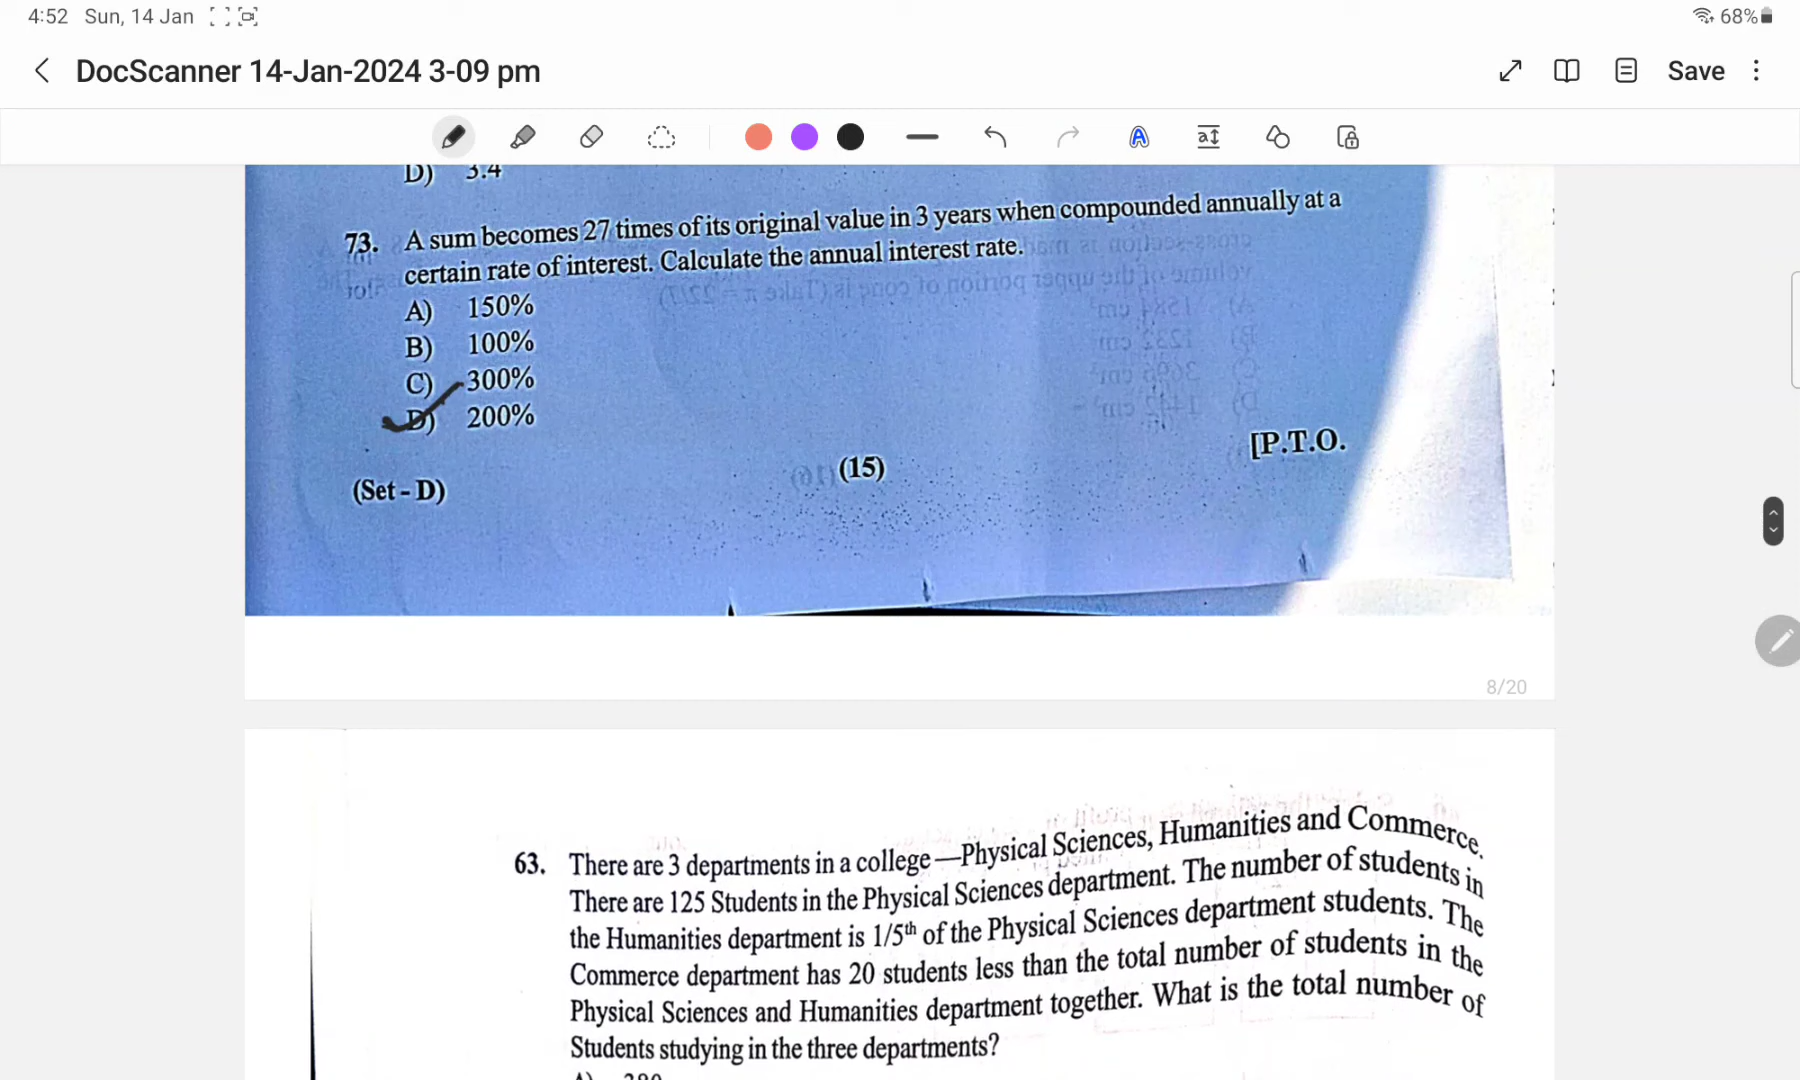 4:52 Sun, 14 Jan 68%
DocScanner 14-Jan-2024 3-09 pm Save
D) 3.4
73. A sum becomes 27 times of its original value in 3 years when compounded annually at a
certain rate of interest. Calculate the annual interest rate.
A) 150%
B) 100%
C) 300%
D) 200%
[P.T.O.
(15)
(Set - D)
8/20
63. There are 3 departments in a college—Physical Sciences, Humanities and Commerce.
There are 125 Students in the Physical Sciences department. The number of students in
the Humanities department is 1/5th of the Physical Sciences department students. The
Commerce department has 20 students less than the total number of students in the
Physical Sciences and Humanities department together. What is the total number of
Students studying in the three departments?